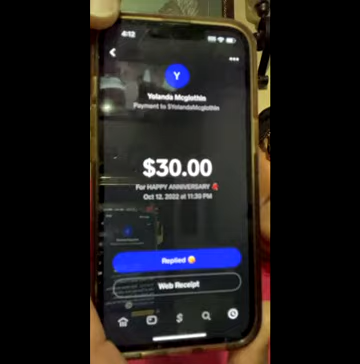 4:12
Y
Yolanda Mcglothin
Payment to $YolandaMcglothin
$30.00
For HAPPY ANNIVERSARY 💃
Oct 12, 2022 at 11:20 PM
Replied 😀
Web Receipt
$